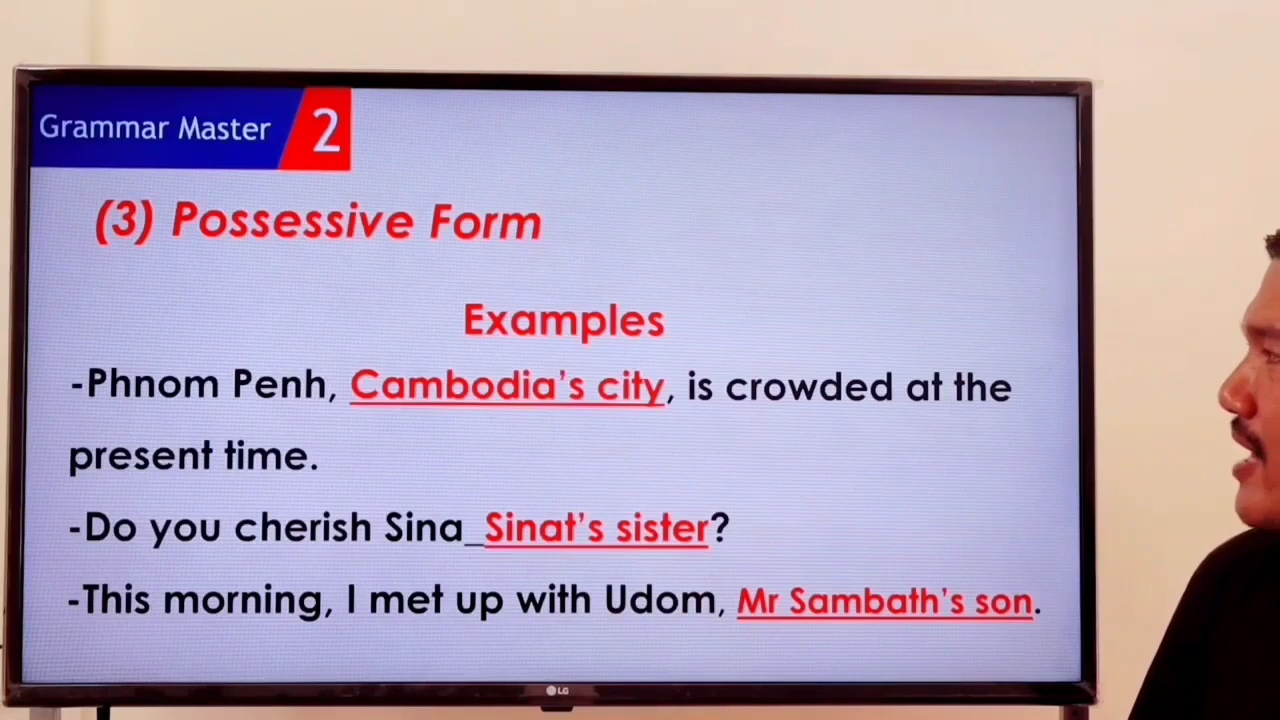 Grammar Master 2
(3) Possessive Form
Examples
-Phnom Penh, Cambodia's city, is crowded at the
present time.
-Do you cherish Sina_Sinat's sister?
-This morning, I met up with Udom, Mr Sambath's son.
LG